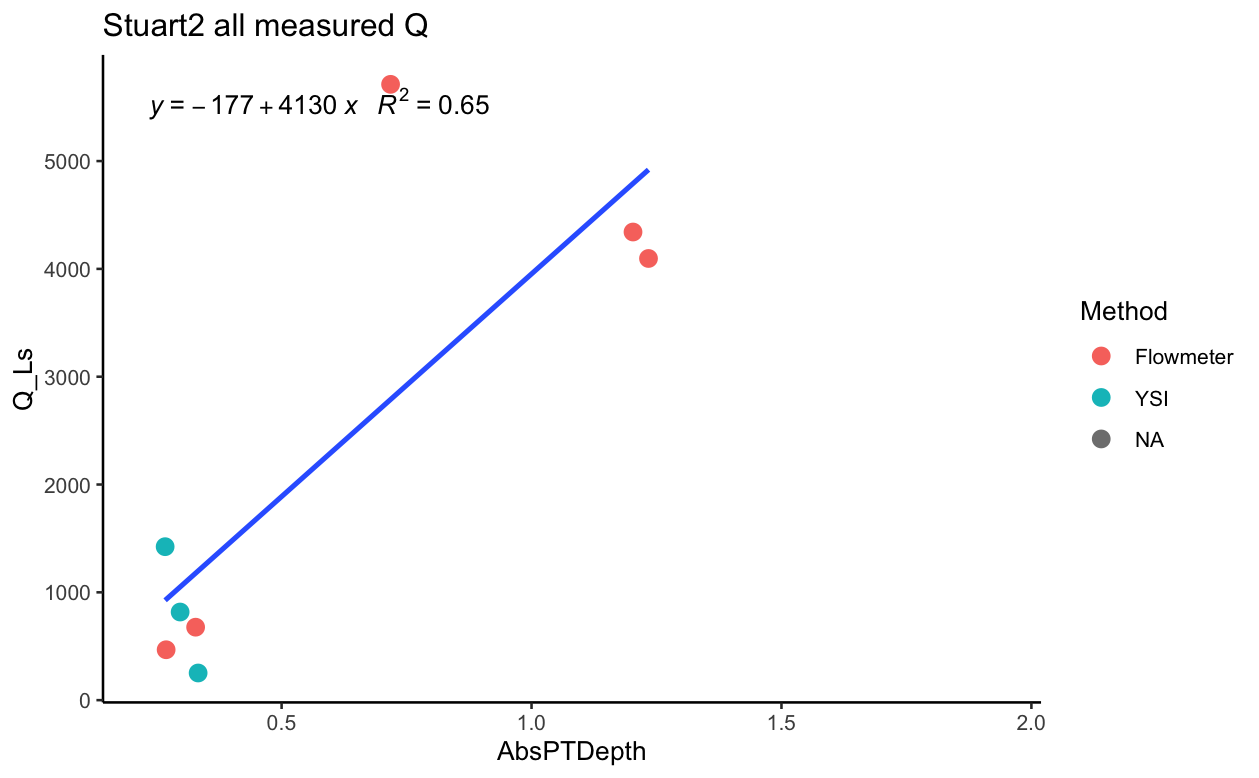 Stuart2 all measured Q
y = − 177 + 4130 x R² = 0.65
5000
4000
3000
2000
1000
0
Q_Ls
0.5 1.0 1.5 2.0
AbsPTDepth
Method
Flowmeter
YSI
NA